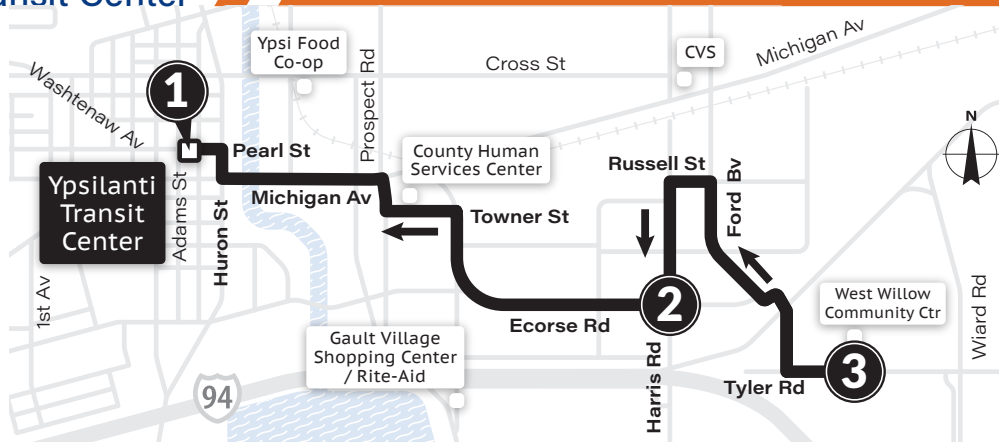 Transit Center
Washtenaw Av
1
Ypsi Food
Co-op
Prospect Rd
Cross St
CVS
Michigan Av
N
Pearl St
County Human
Services Center
Russell St
Ford Bv
Ypsilanti
Transit
Center
Adams St
Huron St
Michigan Av
Towner St
1st Av
Ecorse Rd
2
West Willow
Community Ctr
Wiard Rd
Gault Village
Shopping Center
/ Rite-Aid
Harris Rd
Tyler Rd
3
94